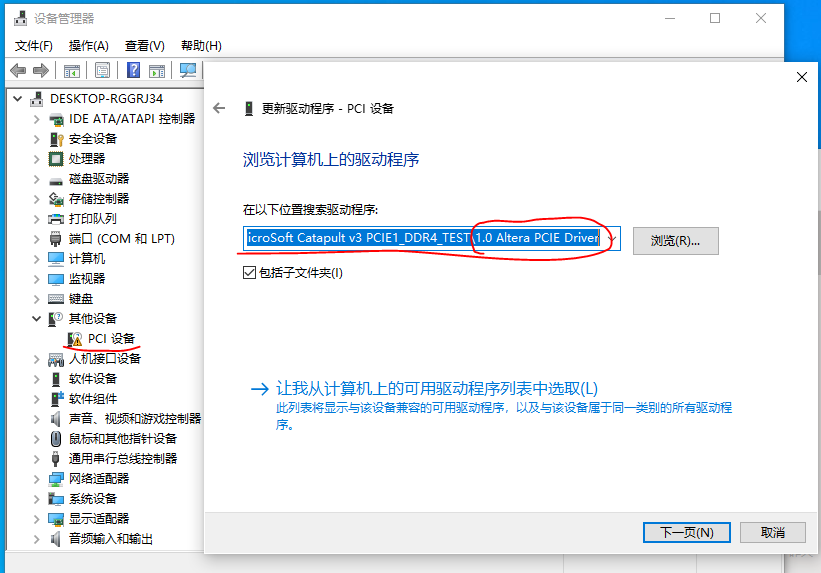 设备管理器
文件(F) 操作(A) 查看(V) 帮助(H)
DESKTOP-RGGRJ34
IDE ATA/ATAPI 控制器
安全设备
处理器
磁盘驱动器
存储控制器
打印队列
端口 (COM 和 LPT)
计算机
监视器
键盘
其他设备
PCI 设备
人机接口设备
软件设备
软件组件
声音、视频和游戏控制器
鼠标和其他指针设备
通用串行总线控制器
网络适配器
系统设备
显示适配器
音频输入和输出
更新驱动程序 - PCI 设备
浏览计算机上的驱动程序
在以下位置搜索驱动程序:
icroSoft Catapult v3 PCIE1_DDR4_TEST\1.0 Altera PCIE Driver
浏览(R)...
包括子文件夹(I)
让我从计算机上的可用驱动程序列表中选取(L)
此列表将显示与该设备兼容的可用驱动程序，以及与该设备属于同一类别的所有驱动程
序。
下一页(N) 取消